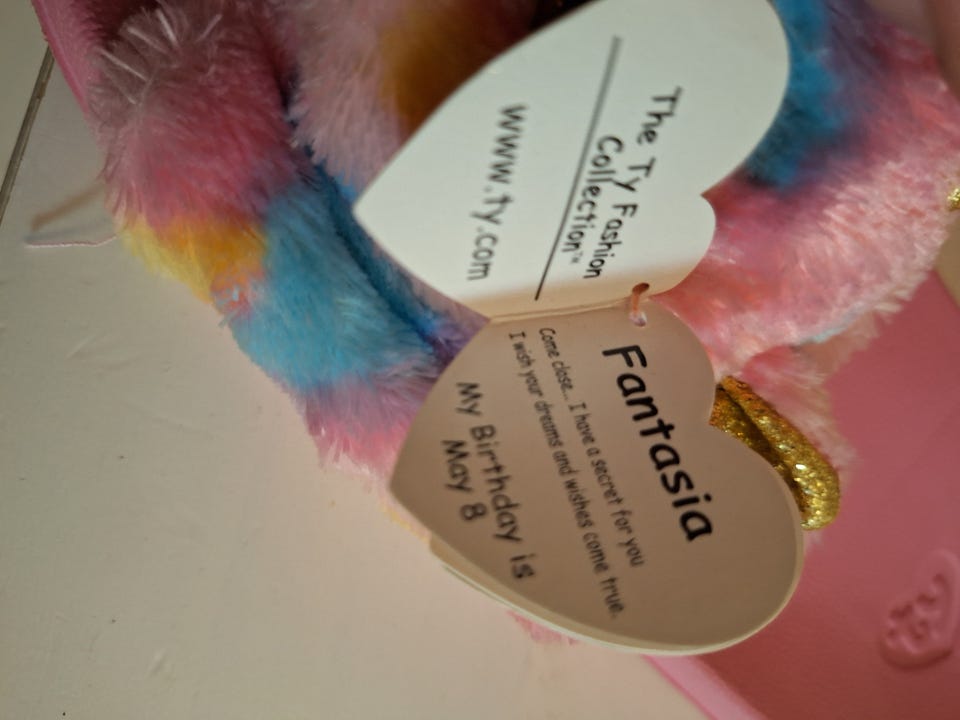 The Ty Fashion
Collection™
www.ty.com
Fantasia
Come close... I have a secret for you
I wish your dreams and wishes come true.
My Birthday is
May 8
ty